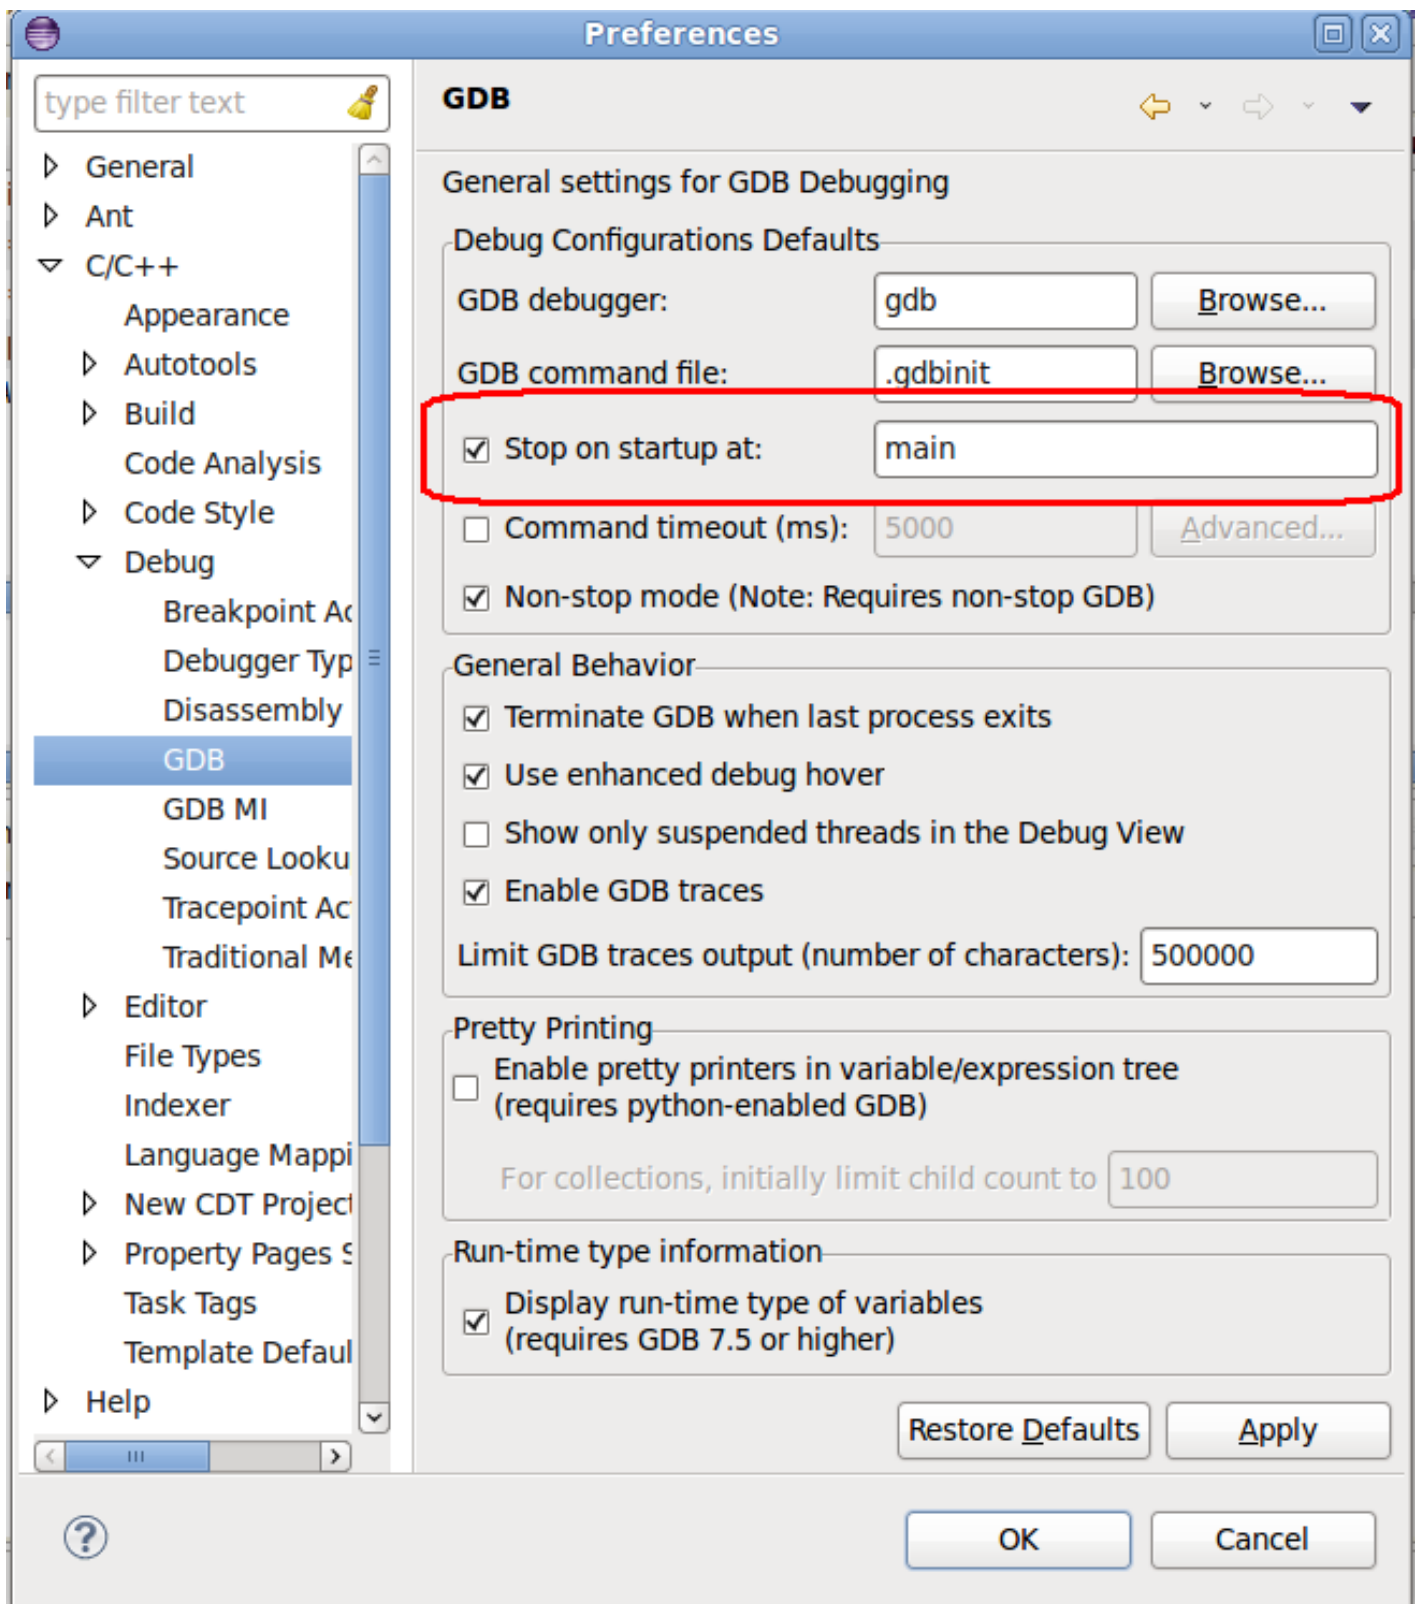 Preferences
type filter text
General
Ant
C/C++
Appearance
Autotools
Build
Code Analysis
Code Style
Debug
Breakpoint Ac
Debugger Typ
Disassembly
GDB
GDB MI
Source Looku
Tracepoint Ac
Traditional Me
Editor
File Types
Indexer
Language Mappi
New CDT Project
Property Pages S
Task Tags
Template Defaul
Help
GDB
General settings for GDB Debugging
Debug Configurations Defaults
GDB debugger: gdb Browse...
GDB command file: .gdbinit Browse...
Stop on startup at: main
Command timeout (ms): 5000 Advanced...
Non-stop mode (Note: Requires non-stop GDB)
General Behavior
Terminate GDB when last process exits
Use enhanced debug hover
Show only suspended threads in the Debug View
Enable GDB traces
Limit GDB traces output (number of characters): 500000
Pretty Printing
Enable pretty printers in variable/expression tree
(requires python-enabled GDB)
For collections, initially limit child count to 100
Run-time type information
Display run-time type of variables
(requires GDB 7.5 or higher)
Restore Defaults Apply
OK Cancel